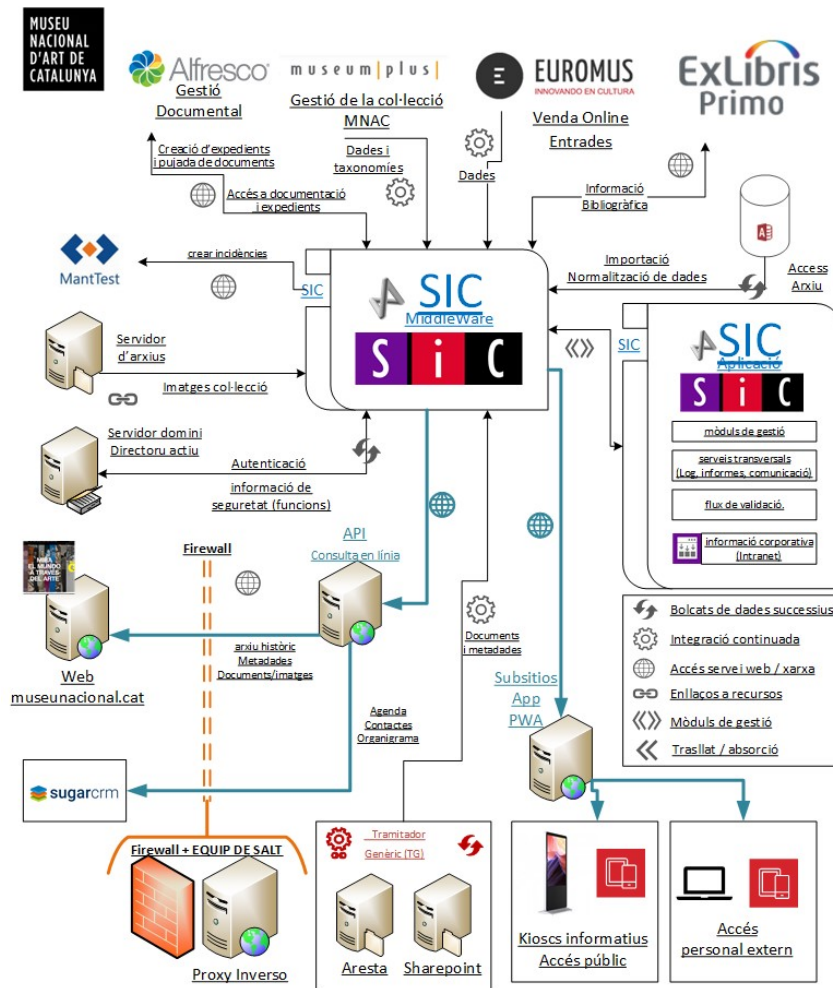 MUSEU
NACIONAL
D'ART DE
CATALUNYA
Alfresco
Gestió
Documental
museum|plus|
Gestió de la col·lecció
MNAC
EUROMUS
INNOVANDO EN CULTURA
Venda Online
Entrades
ExLibris
Primo
Creació d'expedients
i pujada de documents
Accés a documentació
i expedients
Dades i
taxonomíes
Dades
Informació
Bibliogràfica
MantTest
crear incidències
SIC
SIC
MiddleWare
SiC
Importació
Normalització de dades
Access
Arxiu
Servidor
d'arxius
Imatges col·lecció
SIC
SIC
Aplicació
SiC
mòduls de gestió
serveis transversals
(Log, informes, comunicació)
flux de validació.
informació corporativa
(Intranet)
Servidor domini
Directoru actiu
Autenticació
informació de
seguretat (funcions)
Firewall
API
Consulta en línia
MIRA
EL MUNDO
A TRAVÉS
DEL ARTE
Web
museunacional.cat
arxiu històric
Metadades
Documents/imatges
Documents
i metadades
Subsitios
App
PWA
Agenda
Contactes
Organigrama
Bolcats de dades successius
Integració continuada
Accés servei web / xarxa
Enllaços a recursos
Mòduls de gestió
Trasllat / absorció
sugarcrm
Firewall + EQUIP DE SALT
Proxy Inverso
Tramitador
Genèric (TG)
Aresta
Sharepoint
Kioscs informatius
Accés públic
Accés
personal extern